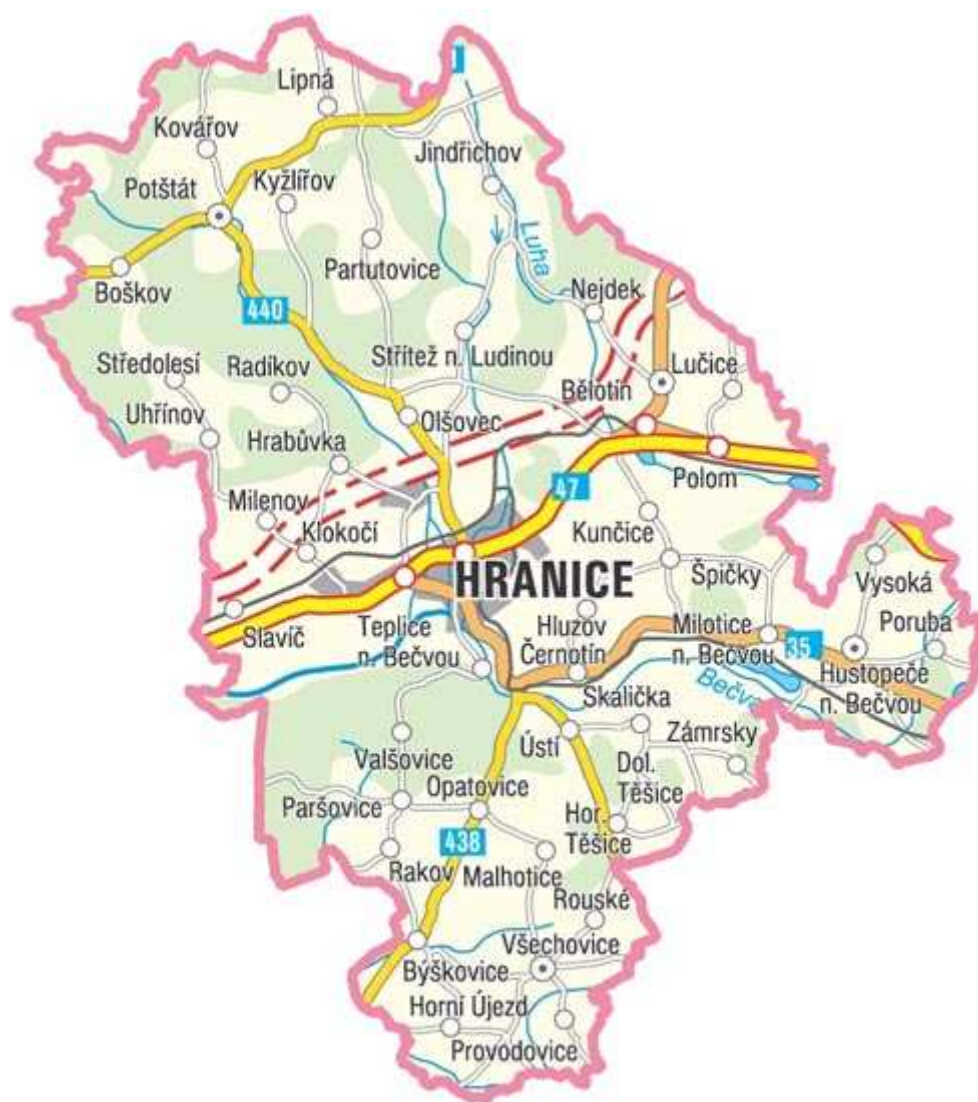 Lipná
Kovářov
Jindřichov
Potštát
Kyžlířov
Luha
Partutovice
Boškov
Nejdek
440
Střítež n. Ludinou
Středolesí
Radíkov
Lučice
Bělotín
Uhřínov
Olšovec
Hrabůvka
Polom
47
Milenov
Klokočí
Kunčice
HRANICE
Špičky
Vysoká
Slavíč
Teplice
n. Bečvou
Hluzov
Černotín
Milotice
n. Bečvou
35
Poruba
Hustopeče
n. Bečvou
Skálička
Bečva
Ústí
Zámrsky
Valšovice
Dol.
Těšice
Opatovice
Paršovice
Hor.
Těšice
438
Rakov
Malhotice
Rouské
Všechovice
Býškovice
Horní Újezd
Provodovice